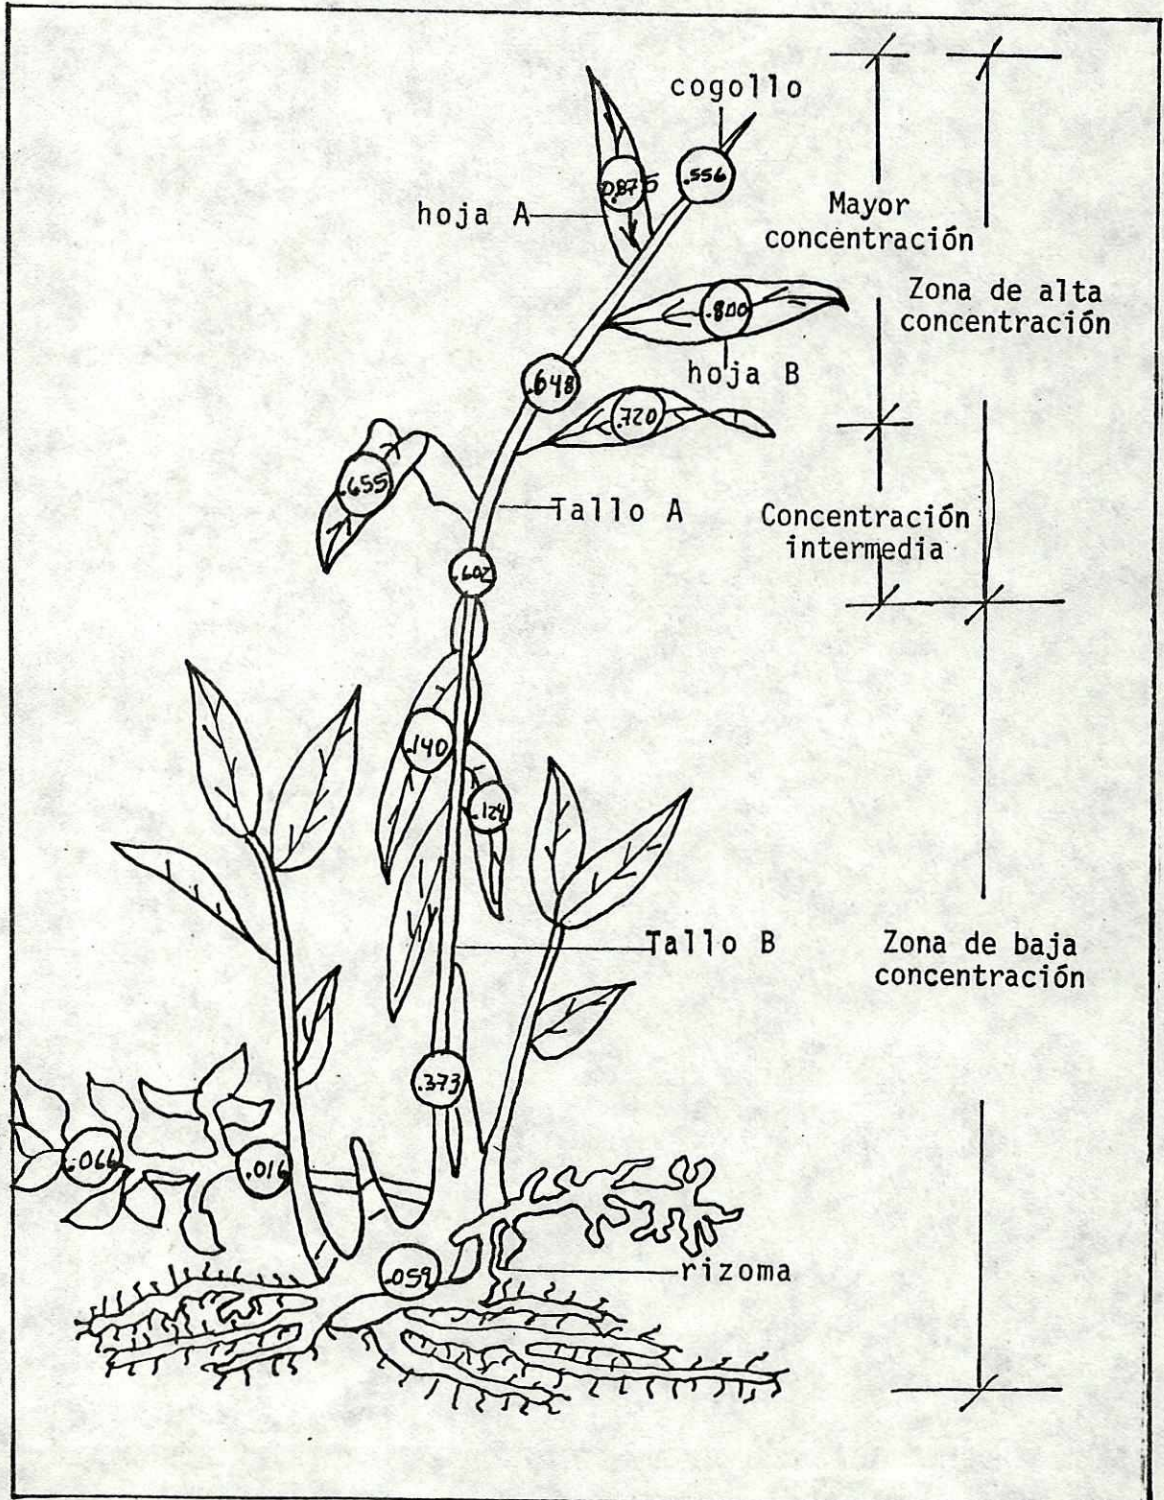 cogollo
.556
0.875
hoja A
Mayor
concentración
Zona de alta
concentración
.800
hoja B
.648
.720
.655
Tallo A
Concentración
intermedia
.602
.140
.124
Tallo B
Zona de baja
concentración
.373
.066
.016
.059
rizoma